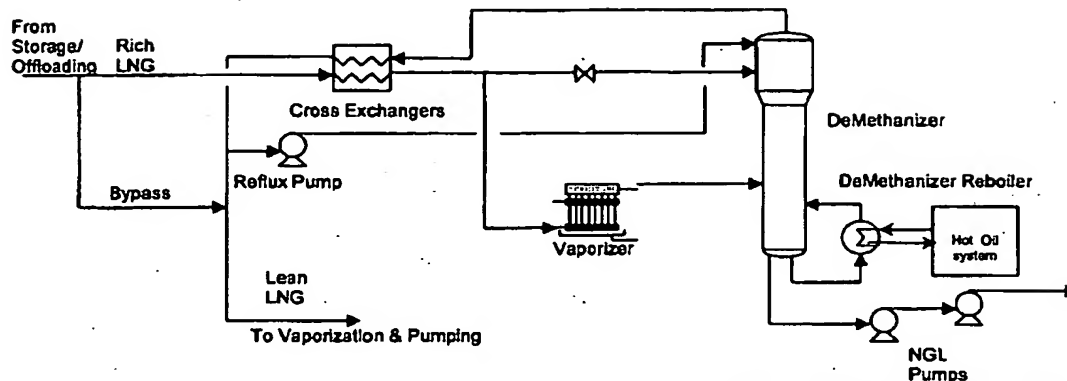 From
Storage/
Offloading
Rich
LNG
Cross Exchangers
DeMethanizer
Reflux Pump
DeMethanizer Reboiler
Bypass
Hot Oil
system
Vaporizer
Lean
LNG
To Vaporization & Pumping
NGL
Pumps